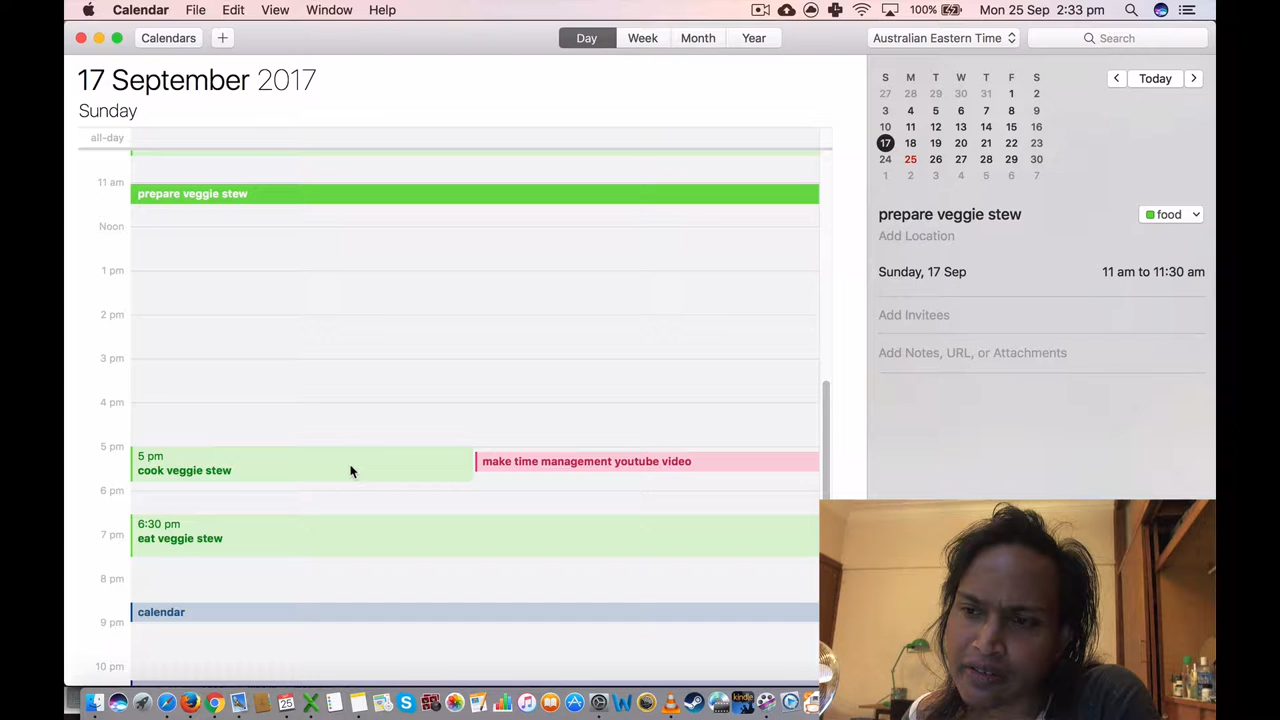 Calendar File Edit View Window Help 100% Mon 25 Sep 2:33 pm
Calendars + Day Week Month Year Australian Eastern Time Search
17 September 2017
Sunday
all-day
11 am
prepare veggie stew
Noon
1 pm
2 pm
3 pm
4 pm
5 pm
5 pm
cook veggie stew
make time management youtube video
6 pm
6:30 pm
eat veggie stew
7 pm
8 pm
calendar
9 pm
10 pm
S M T W T F S
< Today >
27 28 29 30 31 1 2
3 4 5 6 7 8 9
10 11 12 13 14 15 16
17 18 19 20 21 22 23
24 25 26 27 28 29 30
1 2 3 4 5 6 7
prepare veggie stew food
Add Location
Sunday, 17 Sep 11 am to 11:30 am
Add Invitees
Add Notes, URL, or Attachments
25
kindle